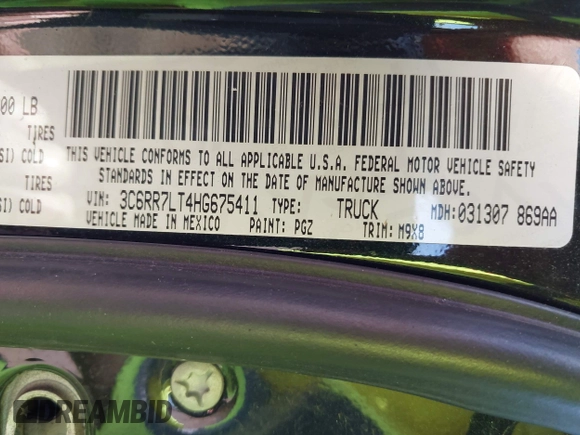 00 LB
TIRES
SI) COLD
TIRES
SI) COLD
THIS VEHICLE CONFORMS TO ALL APPLICABLE U.S.A. FEDERAL MOTOR VEHICLE SAFETY
STANDARDS IN EFFECT ON THE DATE OF MANUFACTURE SHOWN ABOVE.
VIN: 3C6RR7LT4HG675411 TYPE: TRUCK MDH: 031307 869AA
VEHICLE MADE IN MEXICO PAINT: PGZ TRIM: M9X8
DREAMBID